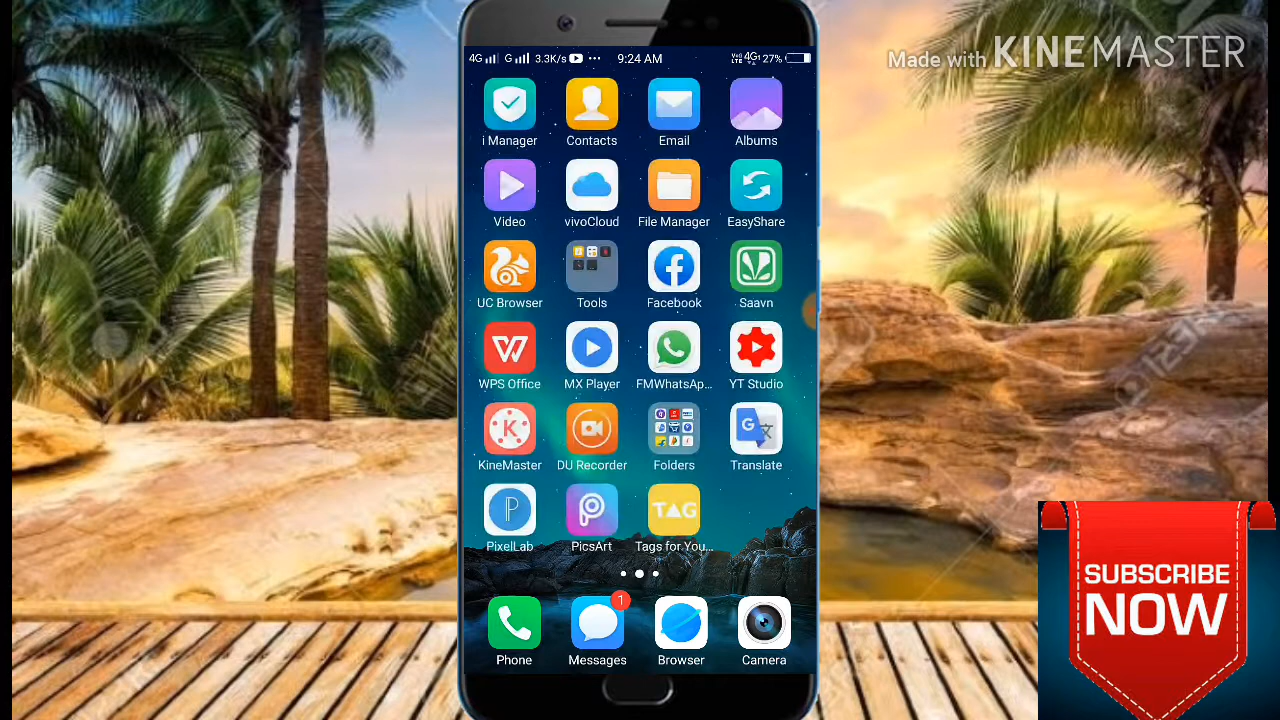 Made with KINEMASTER
4G G 3.3K/s 9:24 AM 4G 27%
i Manager Contacts Email Albums
Video vivoCloud File Manager EasyShare
UC Browser Tools Facebook Saavn
WPS Office MX Player FMWhatsAp... YT Studio
KineMaster DU Recorder Folders Translate
TAG
PixelLab PicsArt Tags for You...
1
Phone Messages Browser Camera
SUBSCRIBE
NOW